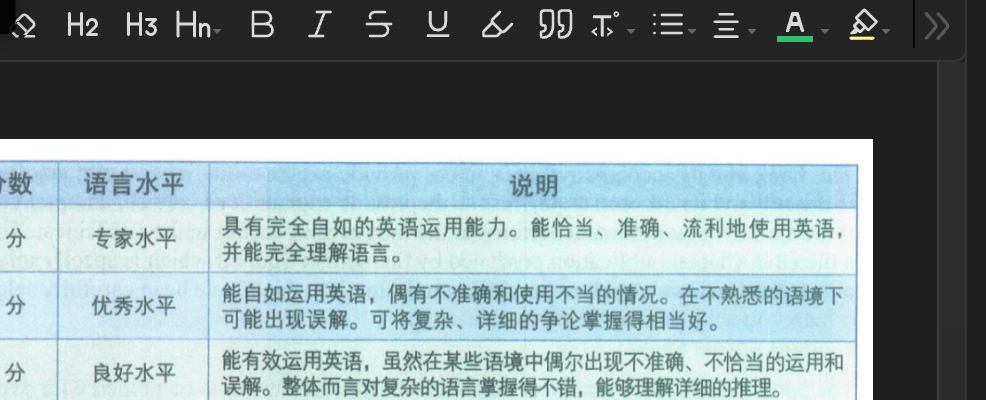 H2 H3 Hn B I S U A
分数 语言水平 说明
分 专家水平 具有完全自如的英语运用能力。能恰当、准确、流利地使用英语,
并能完全理解语言。
分 优秀水平 能自如运用英语，偶有不准确和使用不当的情况。在不熟悉的语境下
可能出现误解。可将复杂、详细的争论掌握得相当好。
分 良好水平 能有效运用英语，虽然在某些语境中偶尔出现不准确、不恰当的运用和
误解。整体而言对复杂的语言掌握得不错，能够理解详细的推理。